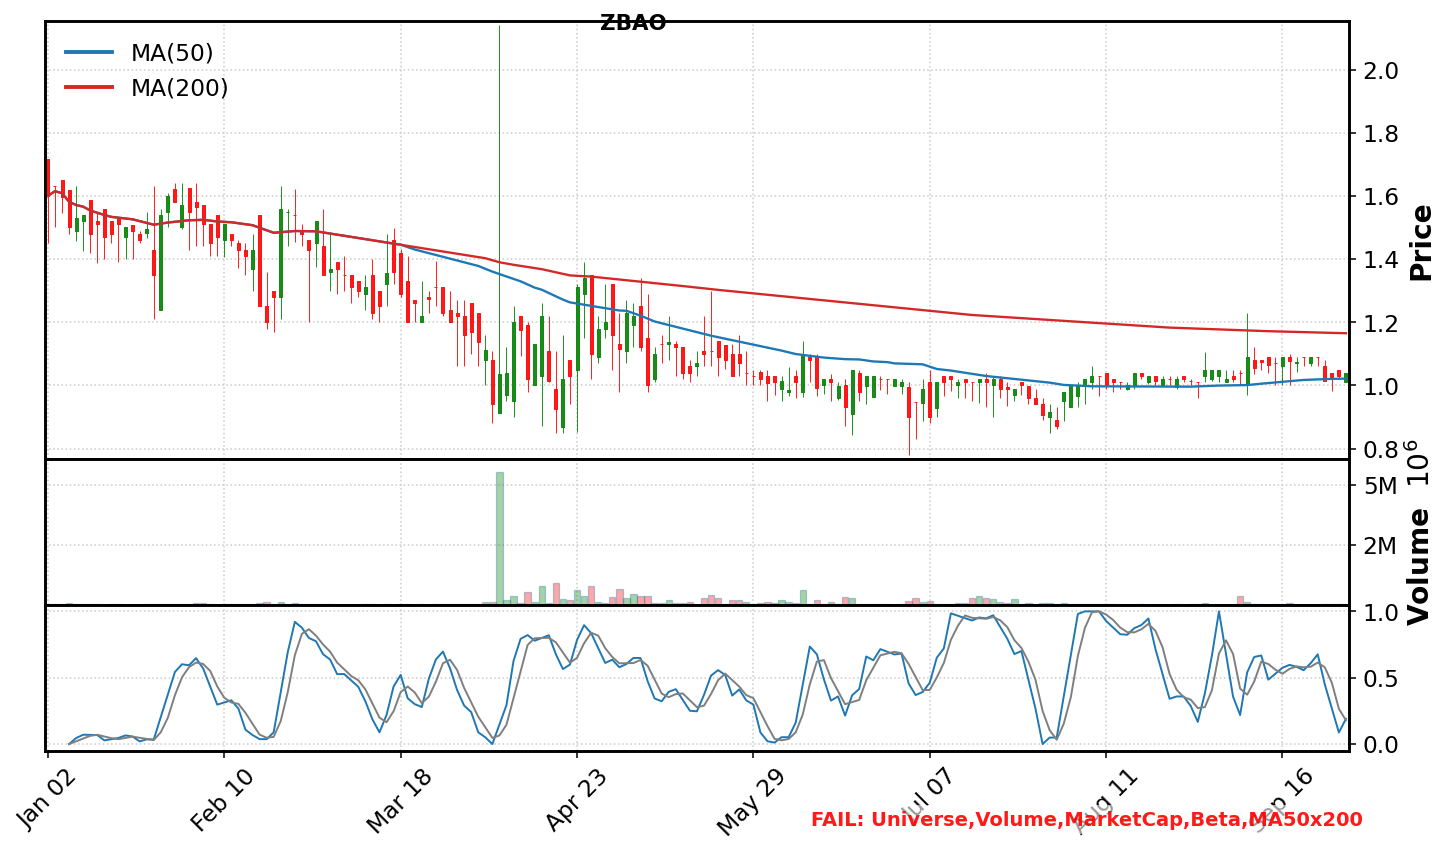 ZBAO
MA(50)
MA(200)
2.0
1.8
1.6
1.4
1.2
1.0
0.8
Price
5M
2M
Volume 10⁶
1.0
0.5
0.0
Jan 02
Feb 10
Mar 18
Apr 23
May 29
Jul 07
Aug 11
Sep 16
FAIL: Universe,Volume,MarketCap,Beta,MA50x200